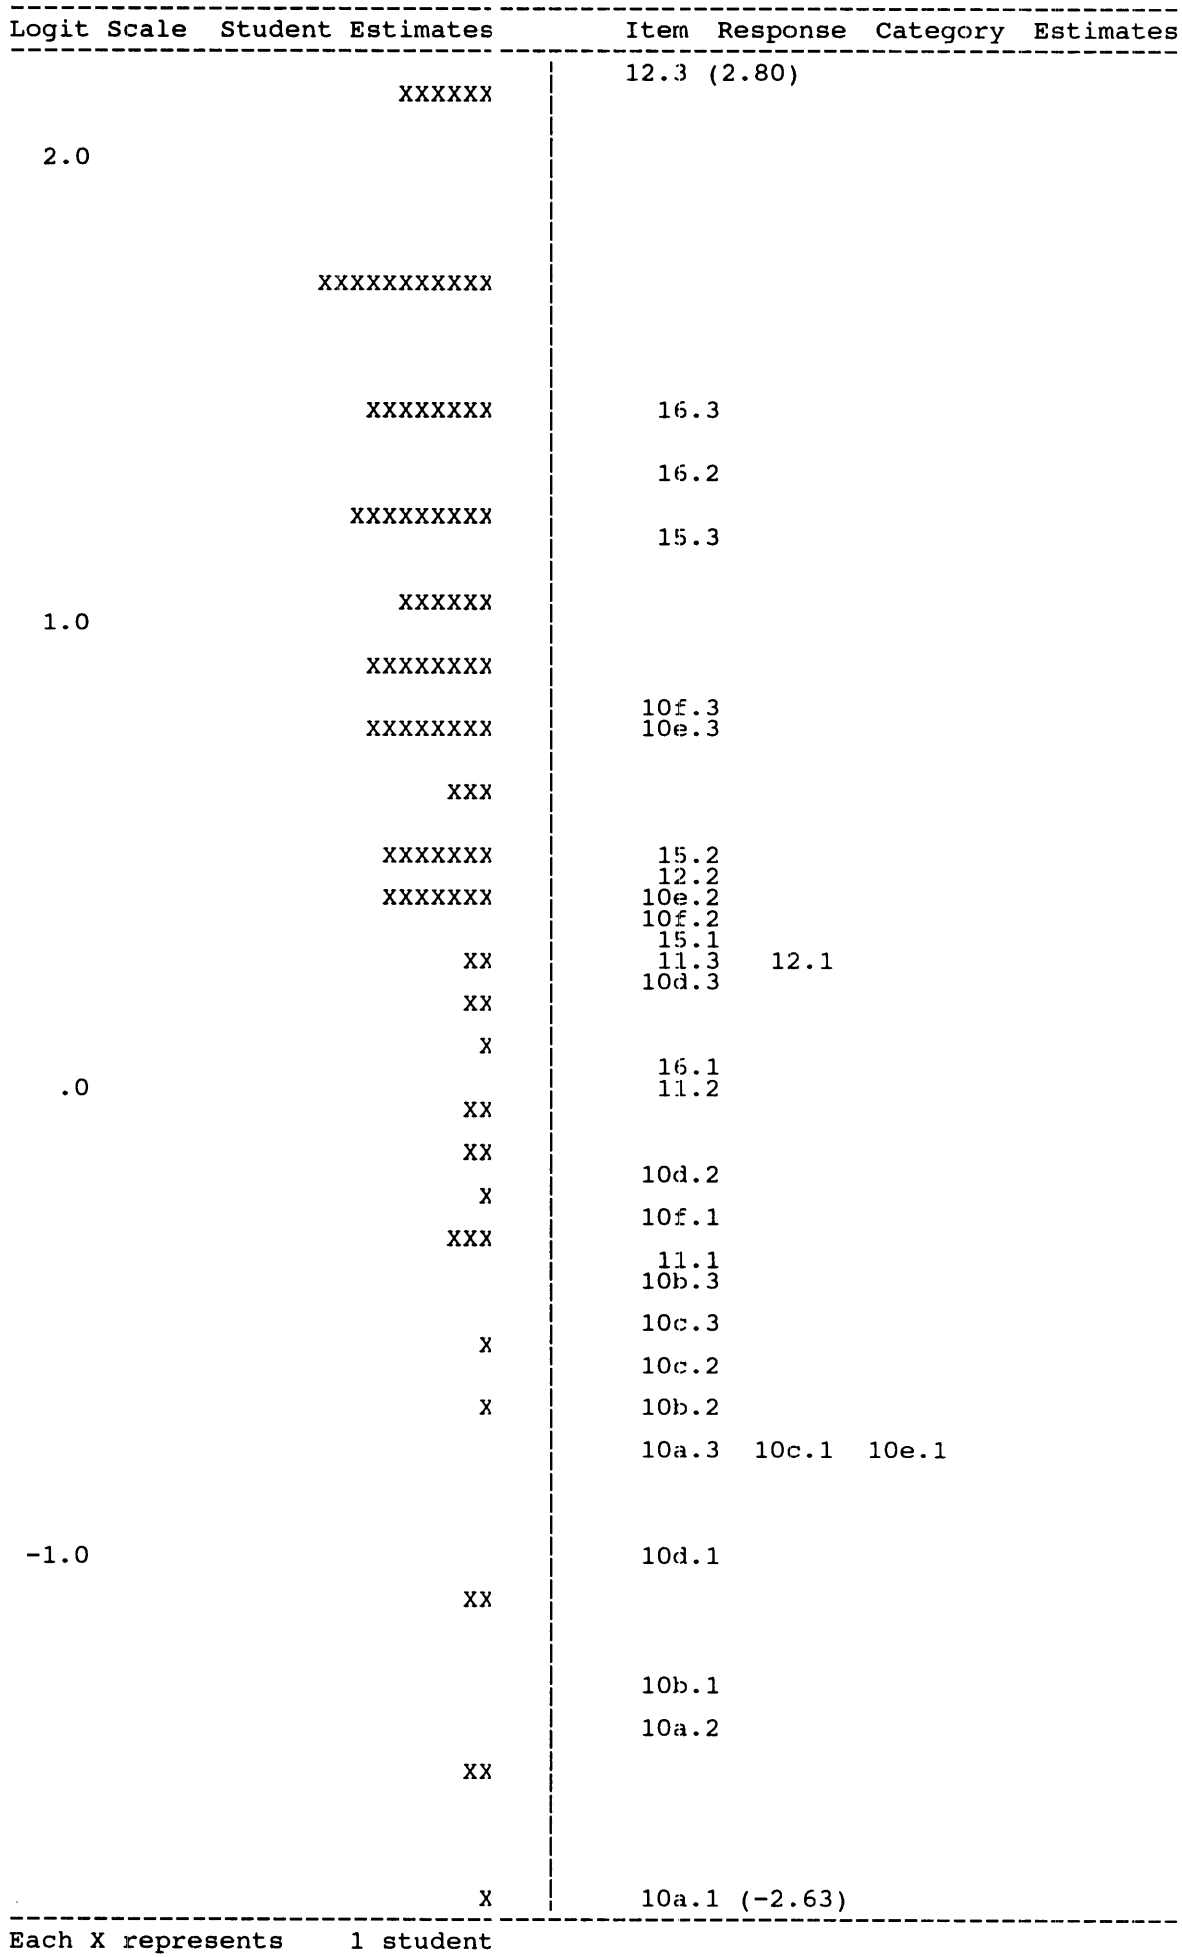 Logit Scale Student Estimates Item Response Category Estimates
12.3 (2.80)
XXXXXX
2.0
XXXXXXXXXXX
XXXXXXXX 16.3
16.2
XXXXXXXXX
15.3
XXXXXX
1.0
XXXXXXXX
10f.3
XXXXXXXX 10e.3
XXX
XXXXXXX 15.2
12.2
XXXXXXX 10e.2
10f.2
15.1
XX 11.3 12.1
10d.3
XX
X
16.1
.0 11.2
XX
XX
10d.2
X
10f.1
XXX
11.1
10b.3
10c.3
X
10c.2
X 10b.2
10a.3 10c.1 10e.1
-1.0 10d.1
XX
10b.1
10a.2
XX
X 10a.1 (-2.63)
Each X represents 1 student